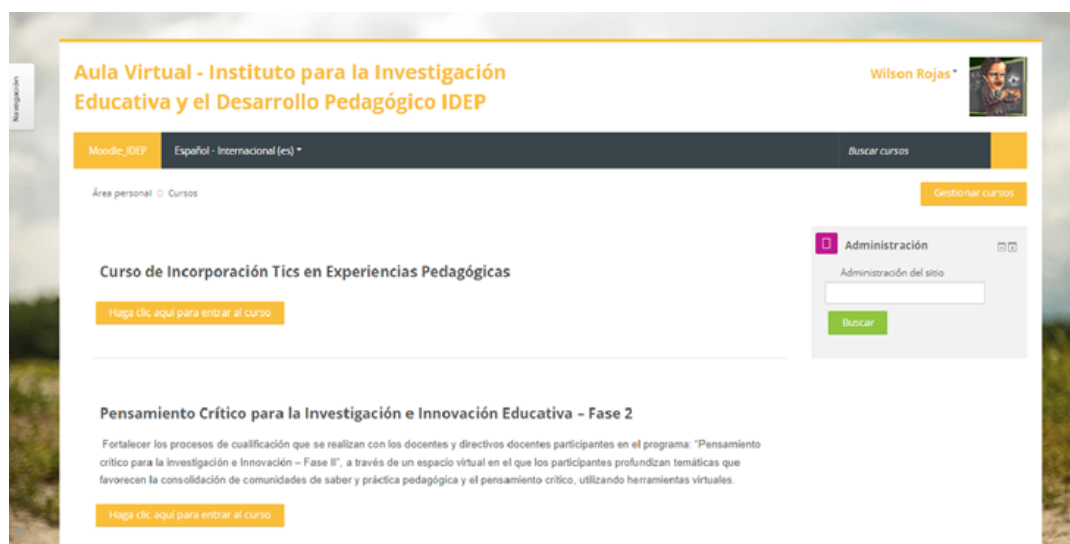 Navegación
Aula Virtual - Instituto para la Investigación
Educativa y el Desarrollo Pedagógico IDEP
Wilson Rojas
Moodle_IDEP
Español - Internacional (es)
Buscar cursos
Área personal
Cursos
Gestionar cursos
Administración
Administración del sitio
Buscar
Curso de Incorporación Tics en Experiencias Pedagógicas
Haga clic aquí para entrar al curso
Pensamiento Crítico para la Investigación e Innovación Educativa – Fase 2
Fortalecer los procesos de cualificación que se realizan con los docentes y directivos docentes participantes en el programa: "Pensamiento
crítico para la investigación e Innovación – Fase II", a través de un espacio virtual en el que los participantes profundizan temáticas que
favorecen la consolidación de comunidades de saber y práctica pedagógica y el pensamiento crítico, utilizando herramientas virtuales.
Haga clic aquí para entrar al curso